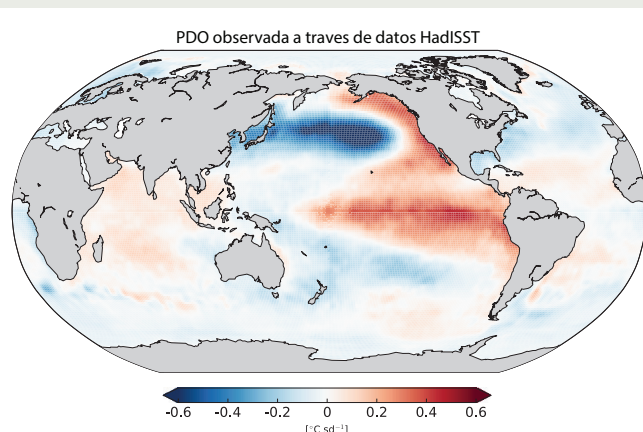 PDO observada a traves de datos HadISST
-0.6 -0.4 -0.2 0 0.2 0.4 0.6
[°C sd⁻¹]